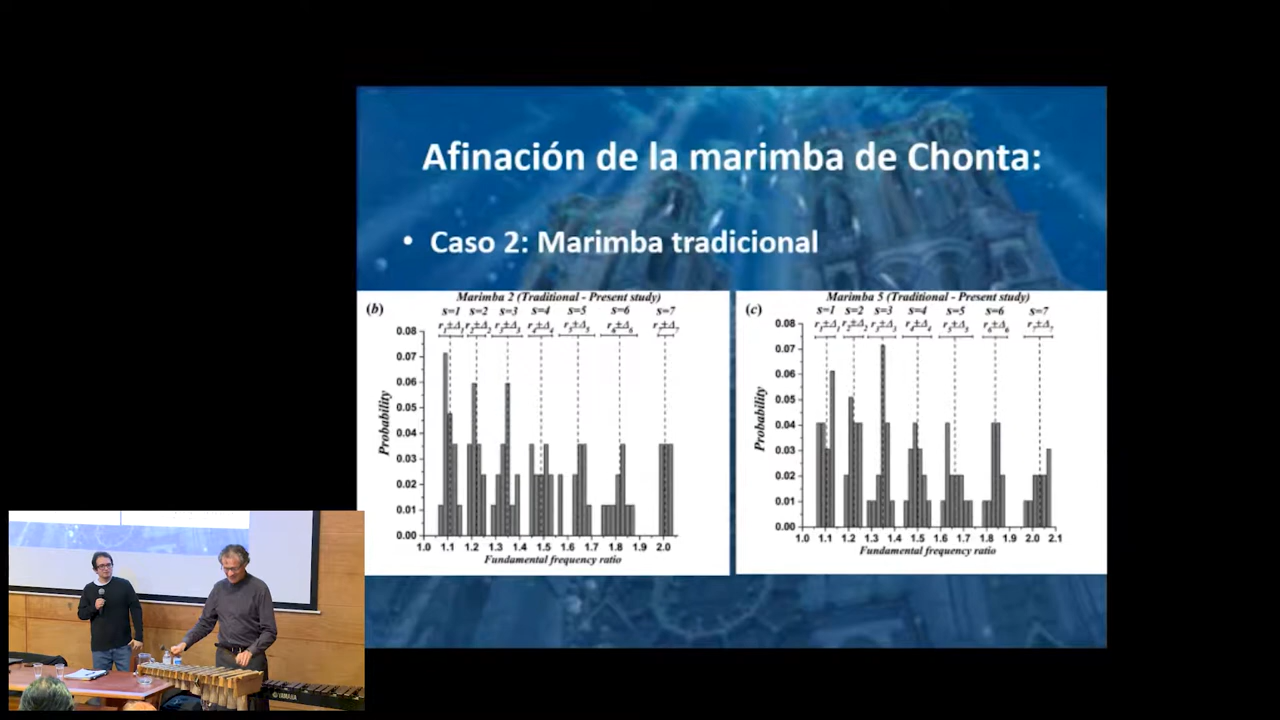 Afinación de la marimba de Chonta:
• Caso 2: Marimba tradicional
Marimba 2 (Traditional - Present study)
(b)
s=1 s=2 s=3 s=4 s=5 s=6 s=7
r₁±Δ₁ r₂±Δ₂ r₃±Δ₃ r₄±Δ₄ r₅±Δ₅ r₆±Δ₆ r₇±Δ₇
0.08
0.07
0.06
0.05
0.04
0.03
0.02
0.01
0.00
Probability
1.0 1.1 1.2 1.3 1.4 1.5 1.6 1.7 1.8 1.9 2.0
Fundamental frequency ratio
Marimba 5 (Traditional - Present study)
(c)
s=1 s=2 s=3 s=4 s=5 s=6 s=7
r₁±Δ₁ r₂±Δ₂ r₃±Δ₃ r₄±Δ₄ r₅±Δ₅ r₆±Δ₆ r₇±Δ₇
0.08
0.07
0.06
0.05
0.04
0.03
0.02
0.01
0.00
Probability
1.0 1.1 1.2 1.3 1.4 1.5 1.6 1.7 1.8 1.9 2.0 2.1
Fundamental frequency ratio
YAMAHA